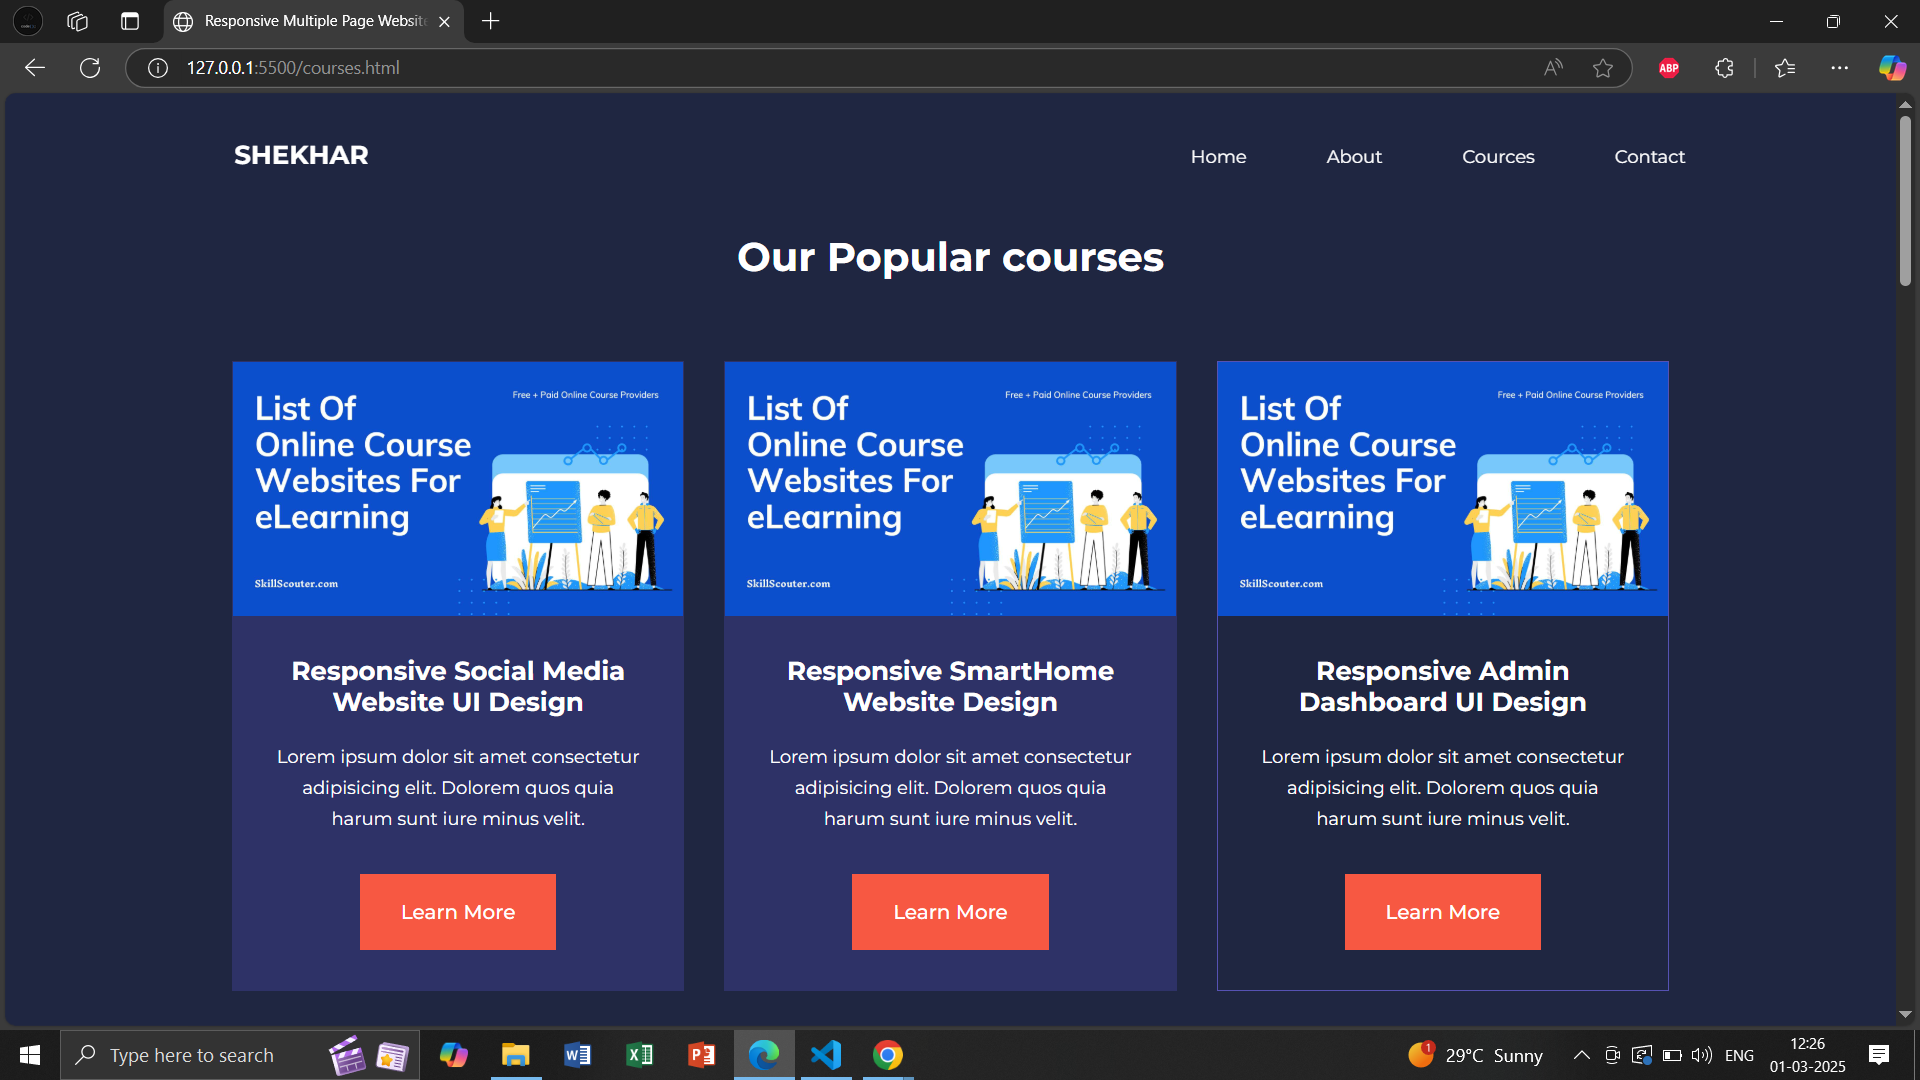 Responsive Multiple Page Websit
127.0.0.1:5500/courses.html
ABP
SHEKHAR
Home
About
Cources
Contact
Our Popular courses
List Of
Online Course
Websites For
eLearning
Free + Paid Online Course Providers
SkillScouter.com
List Of
Online Course
Websites For
eLearning
Free + Paid Online Course Providers
SkillScouter.com
List Of
Online Course
Websites For
eLearning
Free + Paid Online Course Providers
SkillScouter.com
Responsive Social Media
Website UI Design
Lorem ipsum dolor sit amet consectetur
adipisicing elit. Dolorem quos quia
harum sunt iure minus velit.
Learn More
Responsive SmartHome
Website Design
Lorem ipsum dolor sit amet consectetur
adipisicing elit. Dolorem quos quia
harum sunt iure minus velit.
Learn More
Responsive Admin
Dashboard UI Design
Lorem ipsum dolor sit amet consectetur
adipisicing elit. Dolorem quos quia
harum sunt iure minus velit.
Learn More
Type here to search
1
29°C Sunny
ENG
12:26
01-03-2025